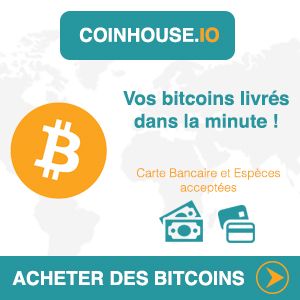 COINHOUSE.IO
Vos bitcoins livrés
dans la minute !
Carte Bancaire et Espèces
acceptées
ACHETER DES BITCOINS